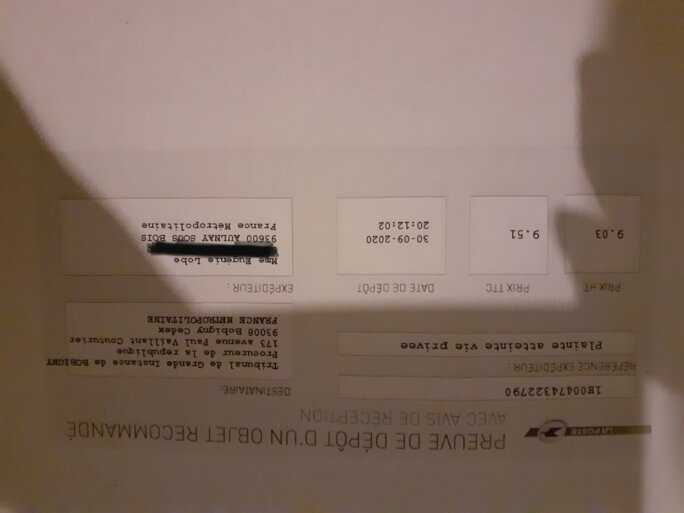 LA POSTE
PREUVE DE DÉPÔT D'UN OBJET RECOMMANDÉ
AVEC AVIS DE RÉCEPTION
1E00474322790
RÉFÉRENCE EXPÉDITEUR:
Plainte atteinte vie privee
DESTINATAIRE:
Tribunal de Grande Instance de BOBIGNY
Procureur de la republique
173 avenue Paul Vaillant Couturier
93008 Bobigny Cedex
FRANCE METROPOLITAINE
PRIX HT
9.03
PRIX TTC
9.51
DATE DE DÉPÔT
30-09-2020
20:12:02
EXPÉDITEUR:
Mme Eugenie Lobe
93600 AULNAY SOUS BOIS
France Métropolitaine